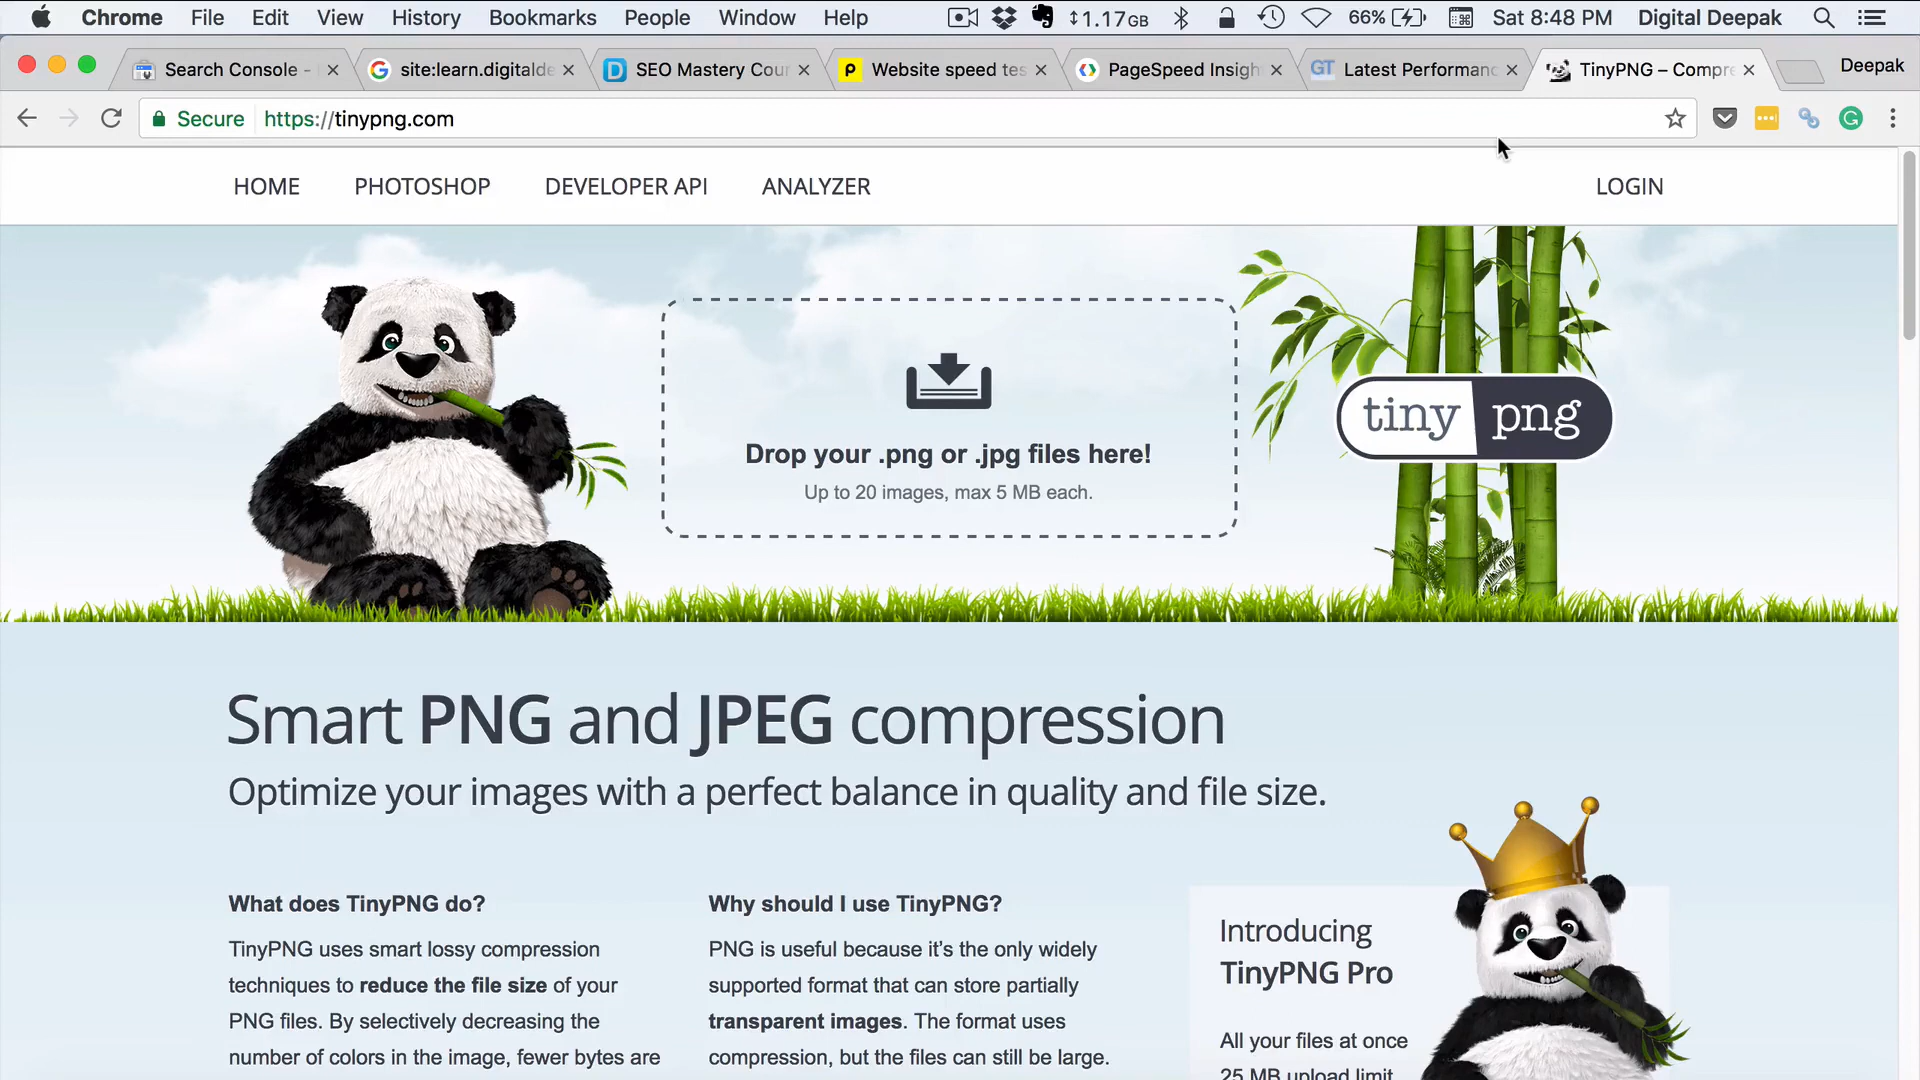 Chrome File Edit View History Bookmarks People Window Help 1.17GB 66% Sat 8:48 PM Digital Deepak
Search Console - site:learn.digitalde SEO Mastery Cour Website speed tes PageSpeed Insigh GT Latest Performanc TinyPNG – Compre Deepak
Secure https://tinypng.com
HOME PHOTOSHOP DEVELOPER API ANALYZER LOGIN
Drop your .png or .jpg files here!
Up to 20 images, max 5 MB each.
tiny png
Smart PNG and JPEG compression
Optimize your images with a perfect balance in quality and file size.
What does TinyPNG do?
TinyPNG uses smart lossy compression
techniques to reduce the file size of your
PNG files. By selectively decreasing the
number of colors in the image, fewer bytes are
Why should I use TinyPNG?
PNG is useful because it's the only widely
supported format that can store partially
transparent images. The format uses
compression, but the files can still be large.
Introducing
TinyPNG Pro
All your files at once
25 MB upload limit